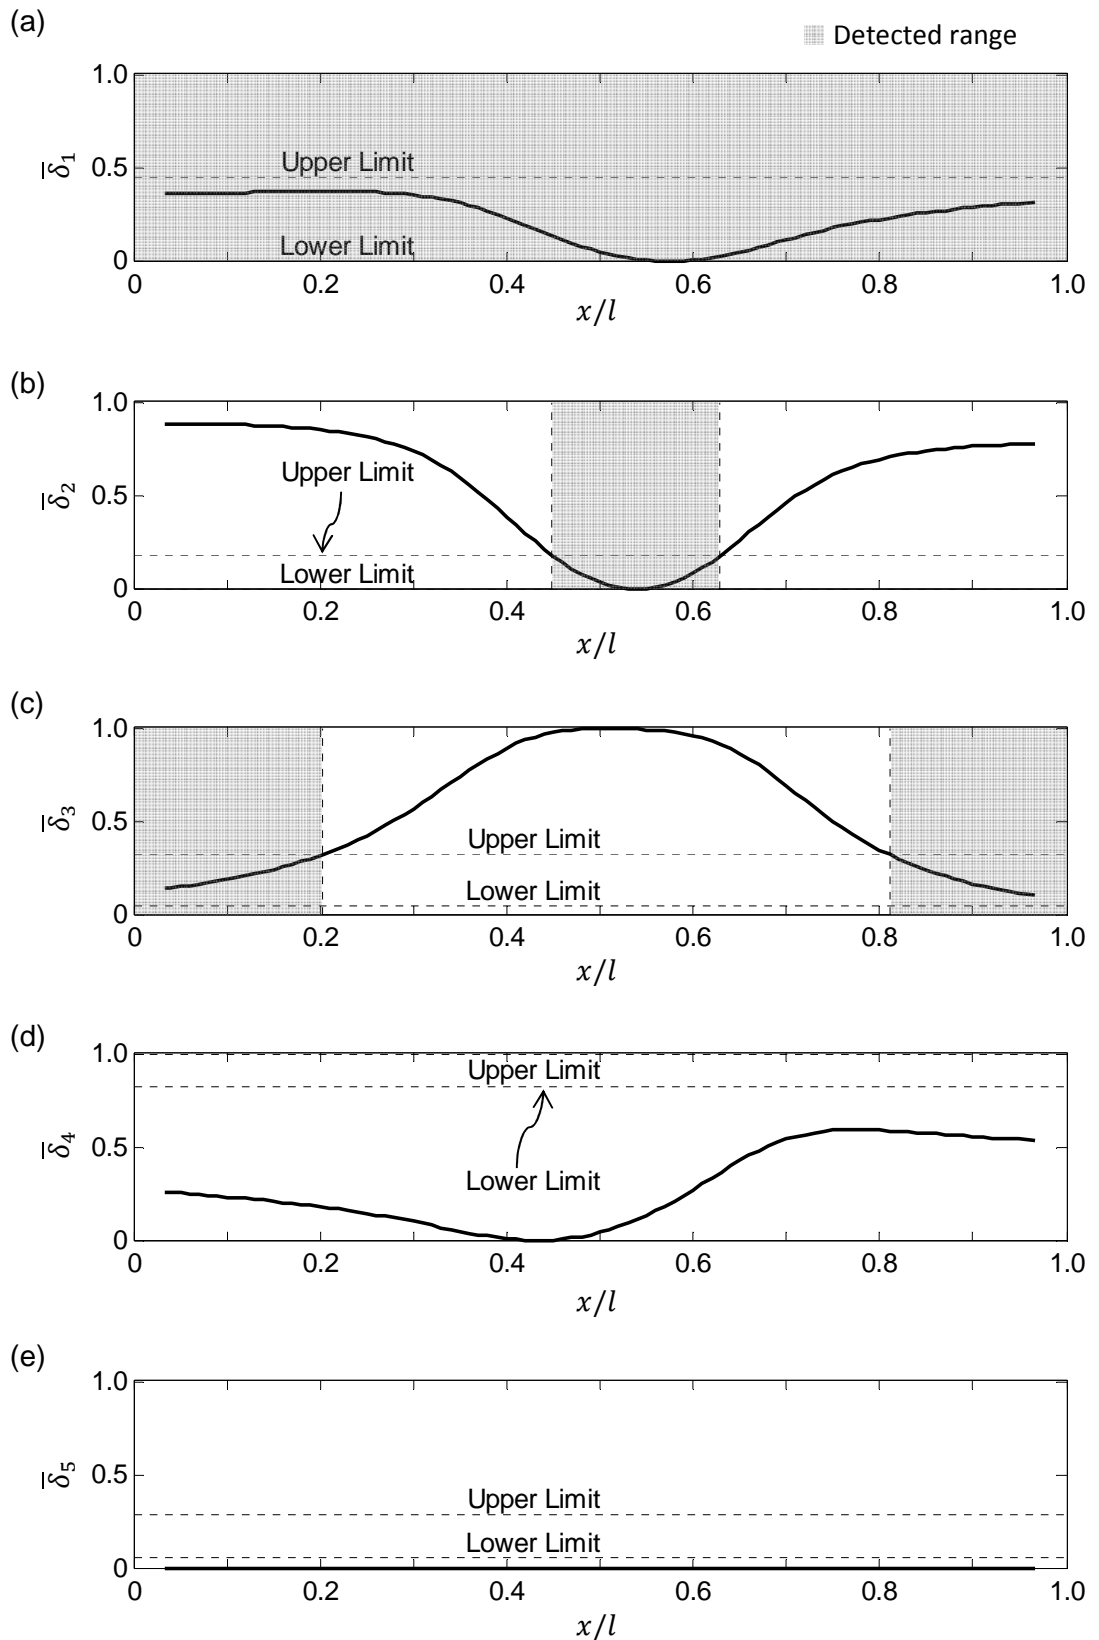 (a)
Detected range
1.0
Upper Limit
0.5
δ̅₁
Lower Limit
0
0 0.2 0.4 0.6 0.8 1.0
x/l
(b)
1.0
Upper Limit
0.5
δ̅₂
Lower Limit
0
0 0.2 0.4 0.6 0.8 1.0
x/l
(c)
1.0
0.5
δ̅₃
Upper Limit
Lower Limit
0
0 0.2 0.4 0.6 0.8 1.0
x/l
(d)
1.0
Upper Limit
0.5
δ̅₄
Lower Limit
0
0 0.2 0.4 0.6 0.8 1.0
x/l
(e)
1.0
0.5
δ̅₅
Upper Limit
Lower Limit
0
0 0.2 0.4 0.6 0.8 1.0
x/l